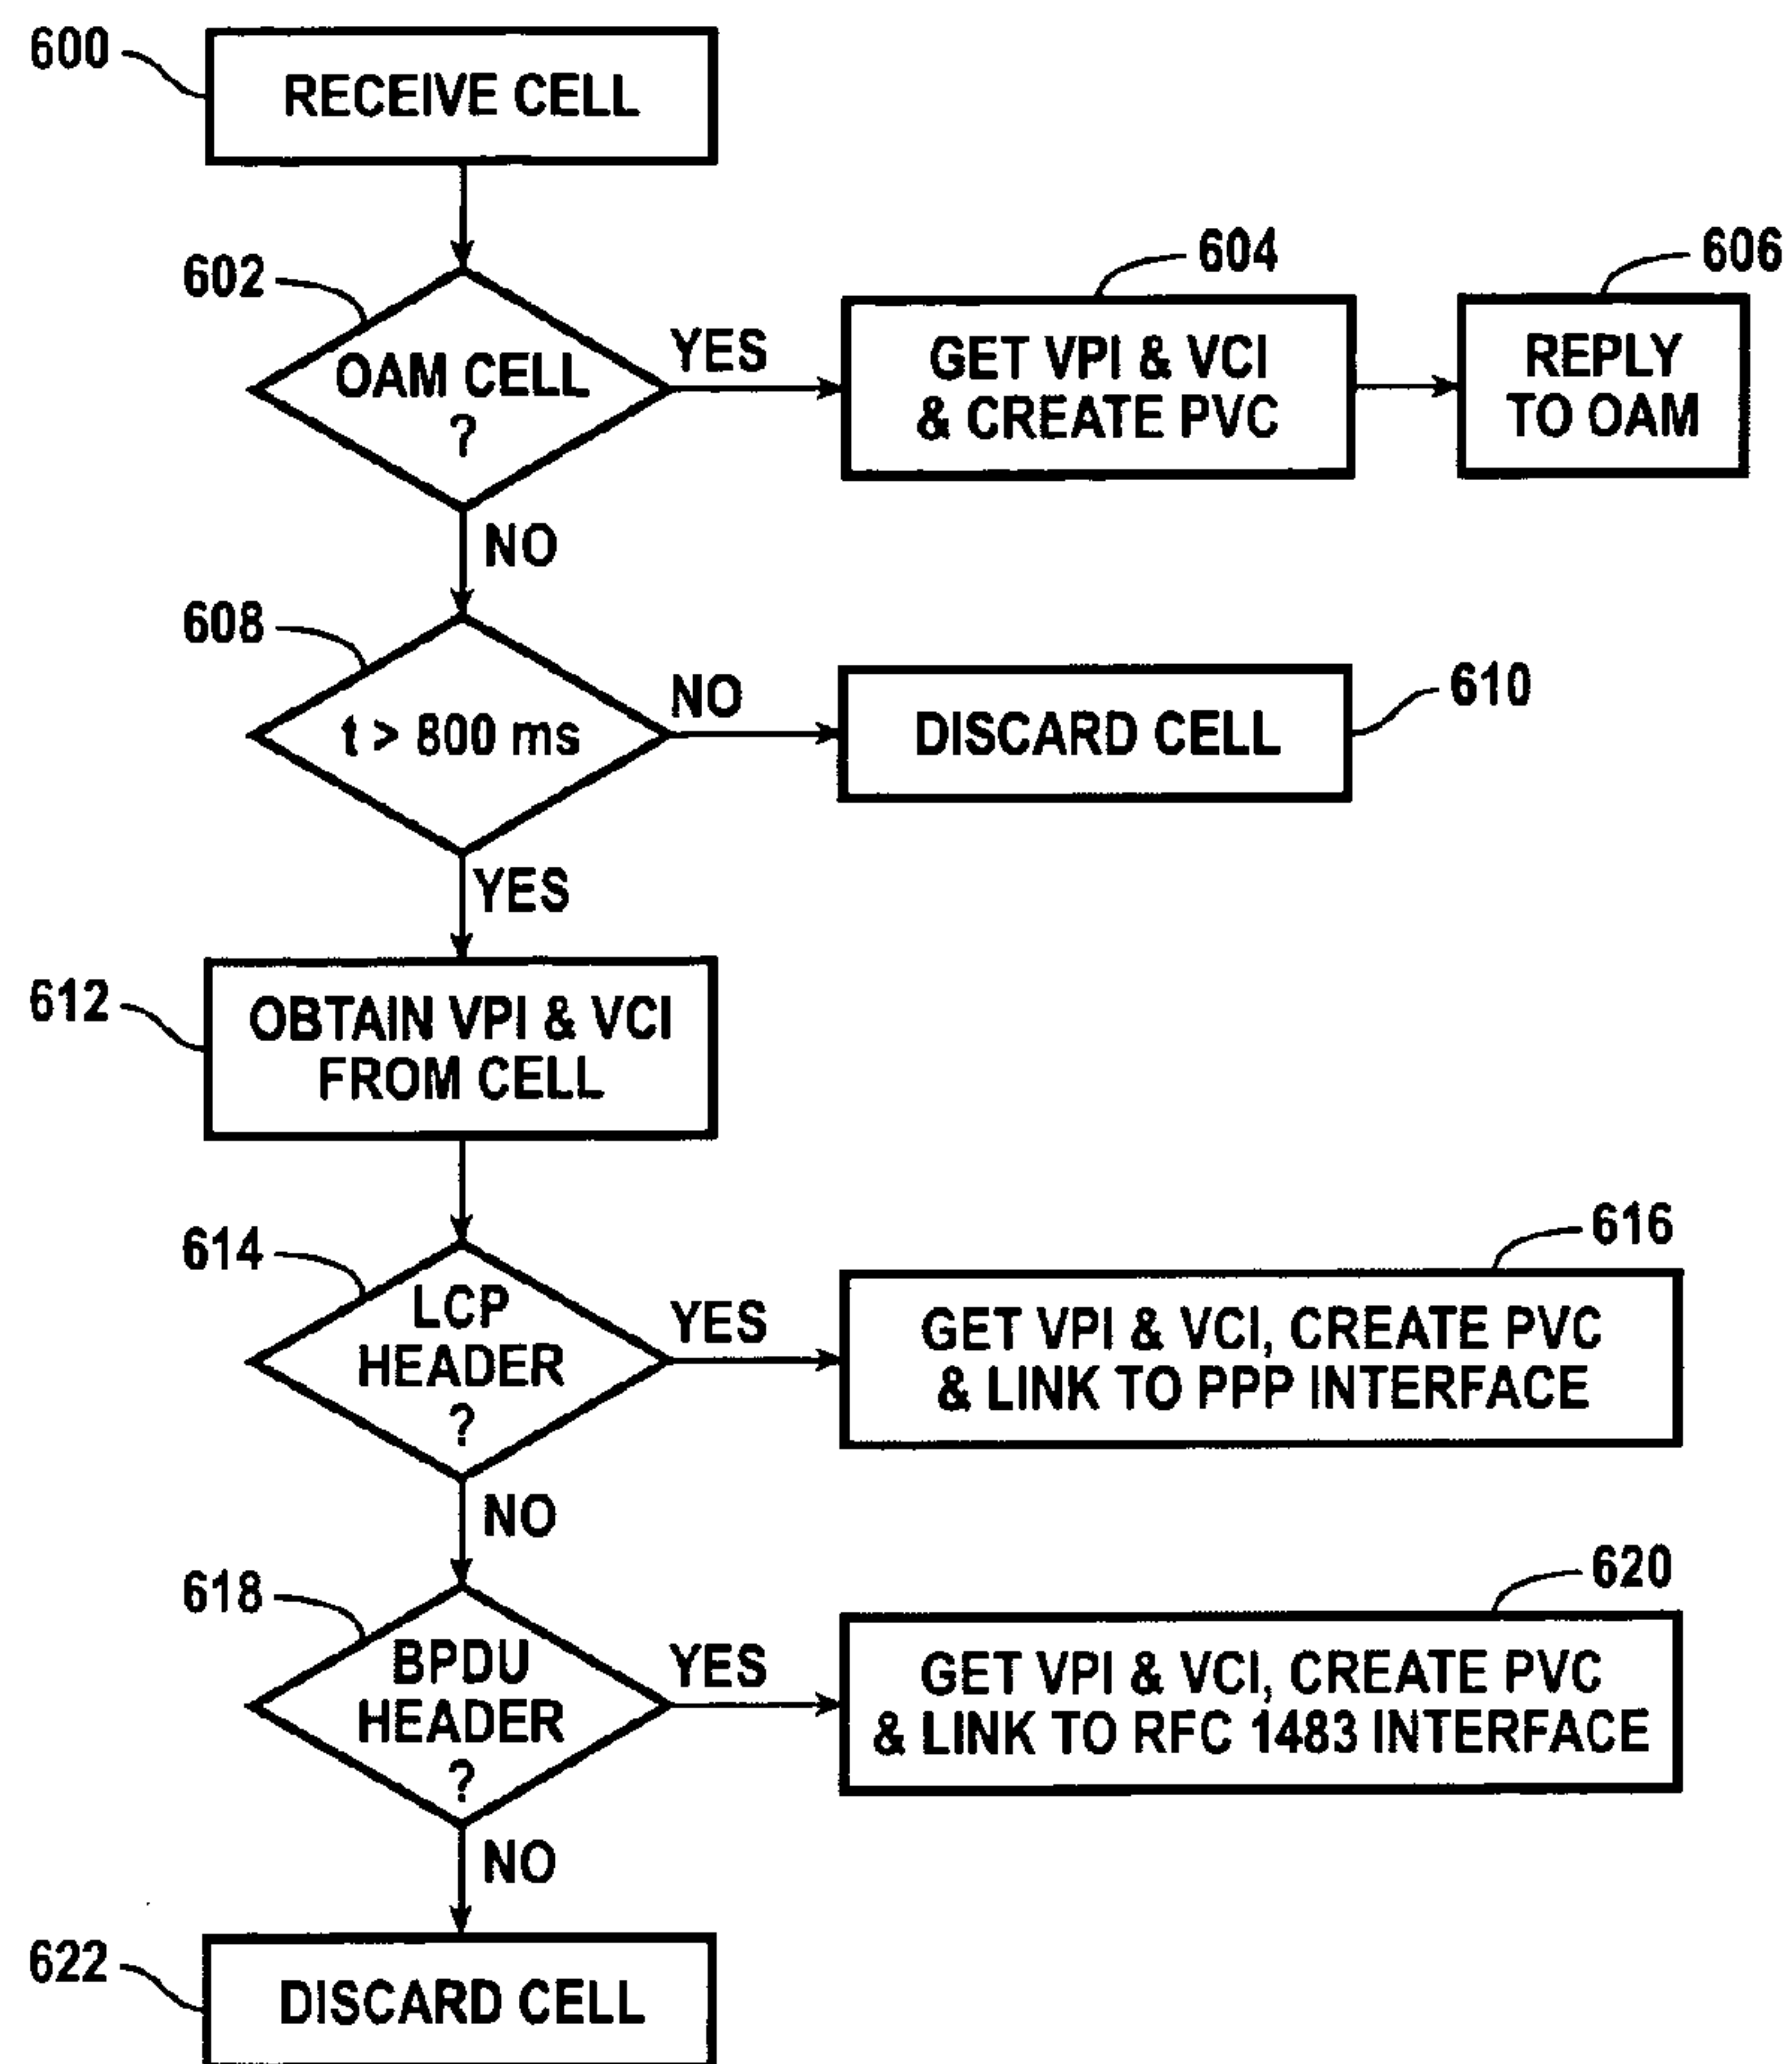 600
RECEIVE CELL
602
OAM CELL
?
YES
604
GET VPI & VCI
& CREATE PVC
606
REPLY
TO OAM
NO
608
t > 800 ms
NO
DISCARD CELL
610
YES
612
OBTAIN VPI & VCI
FROM CELL
614
LCP
HEADER
?
YES
616
GET VPI & VCI, CREATE PVC
& LINK TO PPP INTERFACE
NO
618
BPDU
HEADER
?
YES
620
GET VPI & VCI, CREATE PVC
& LINK TO RFC 1483 INTERFACE
NO
622
DISCARD CELL